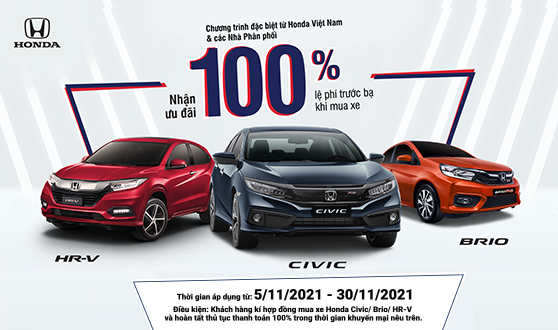 HONDA
Chương trình đặc biệt từ Honda Việt Nam
& các Nhà Phân phối
Nhận
ưu đãi
100%
lệ phí trước bạ
khi mua xe
HR-V
CIVIC
RS
CIVIC
BRIO
Thời gian áp dụng từ: 5/11/2021 - 30/11/2021
Điều kiện: Khách hàng kí hợp đồng mua xe Honda Civic/ Brio/ HR-V
và hoàn tất thủ tục thanh toán 100% trong thời gian khuyến mại nêu trên.